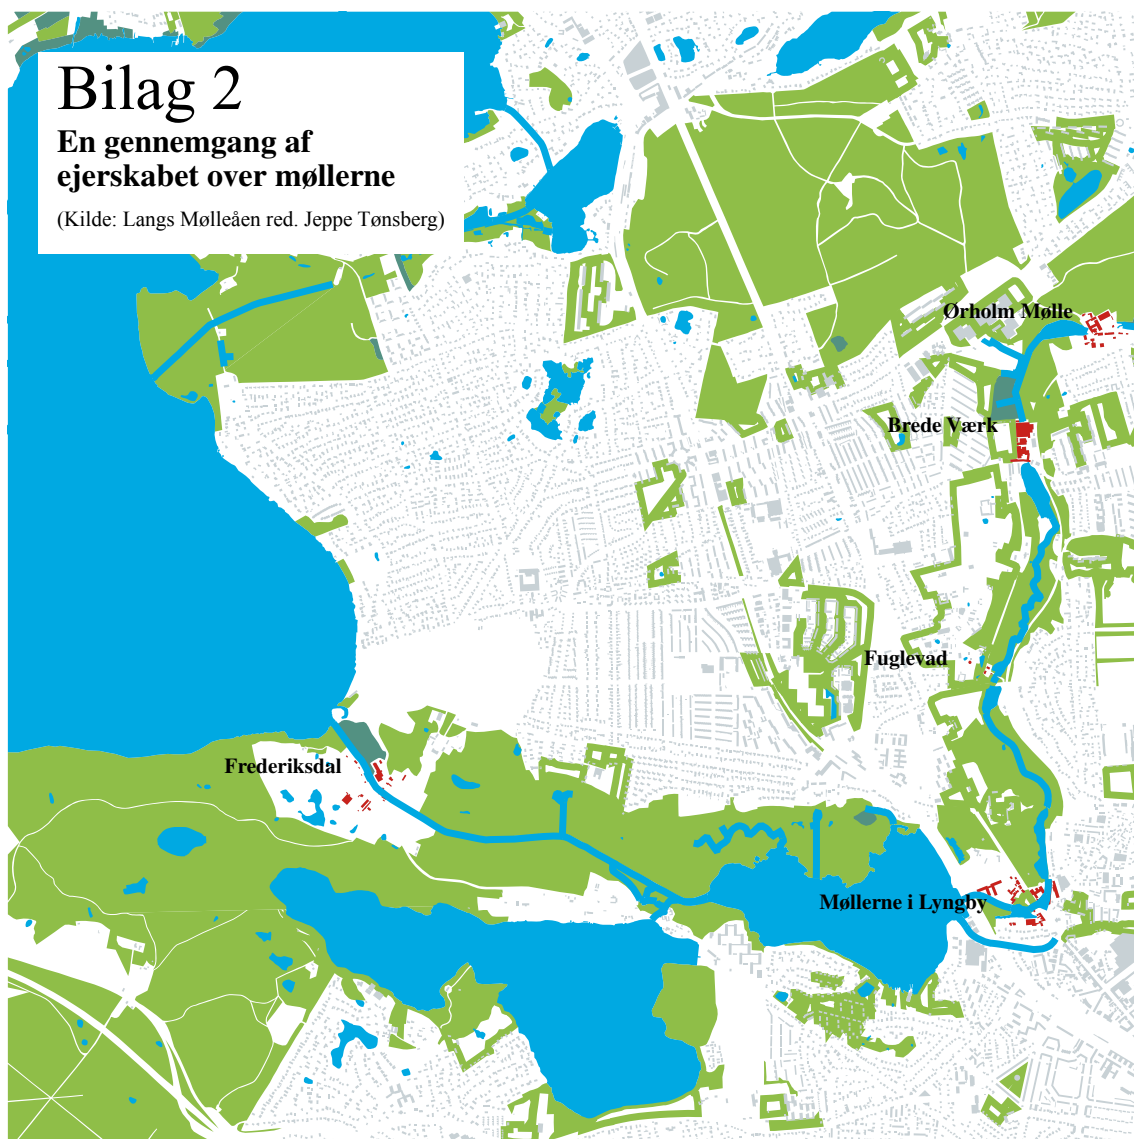 Bilag 2
En gennemgang af
ejerskabet over møllerne
(Kilde: Langs Mølleåen red. Jeppe Tønsberg)
Ørholm Mølle
Brede Værk
Fuglevad
Frederiksdal
Møllerne i Lyngby